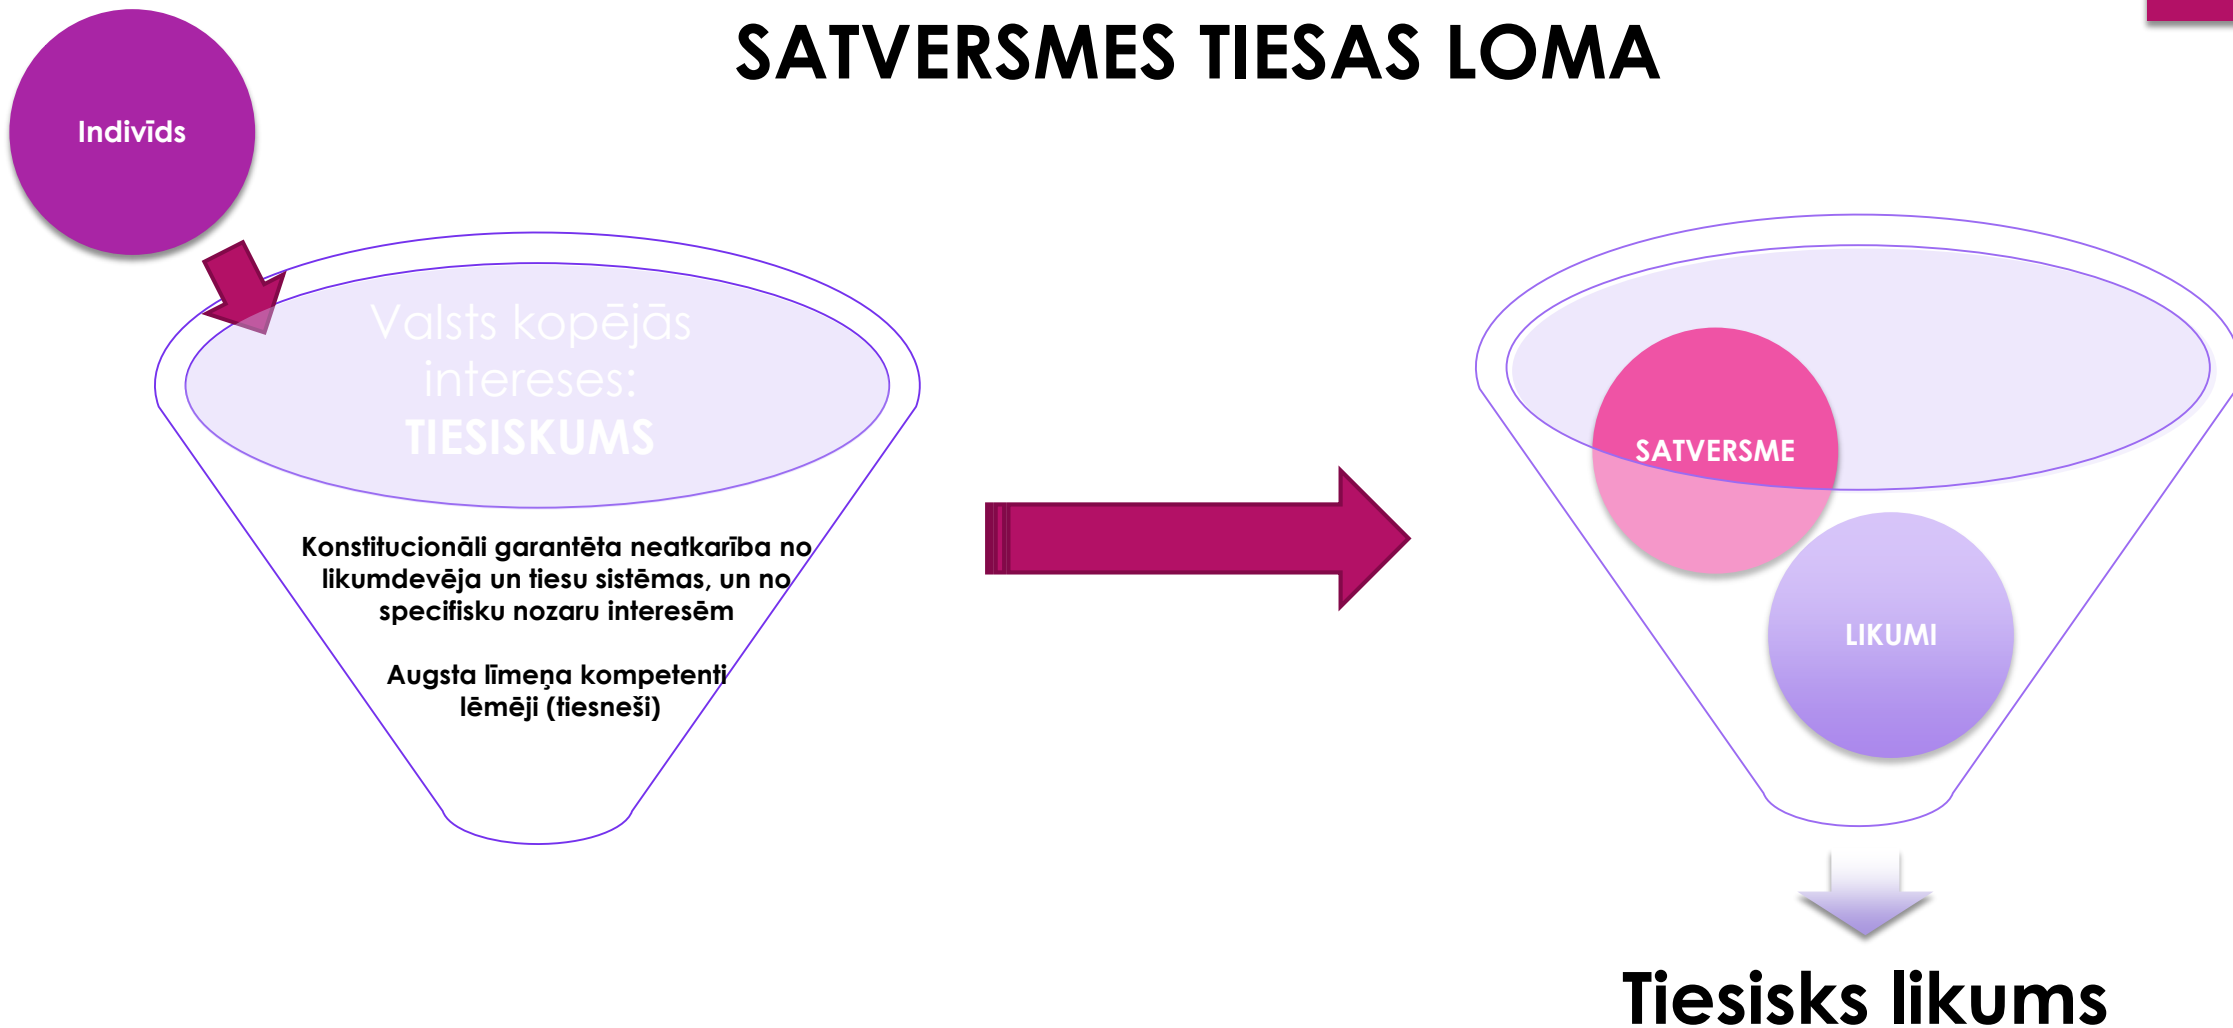 SATVERSMES TIESAS LOMA
Indivīds
Valsts kopējās
intereses:
TIESISKUMS
Konstitucionāli garantēta neatkarība no
likumdevēja un tiesu sistēmas, un no
specifisku nozaru interesēm
Augsta līmeņa kompetenti
lēmēji (tiesneši)
SATVERSME
LIKUMI
Tiesisks likums